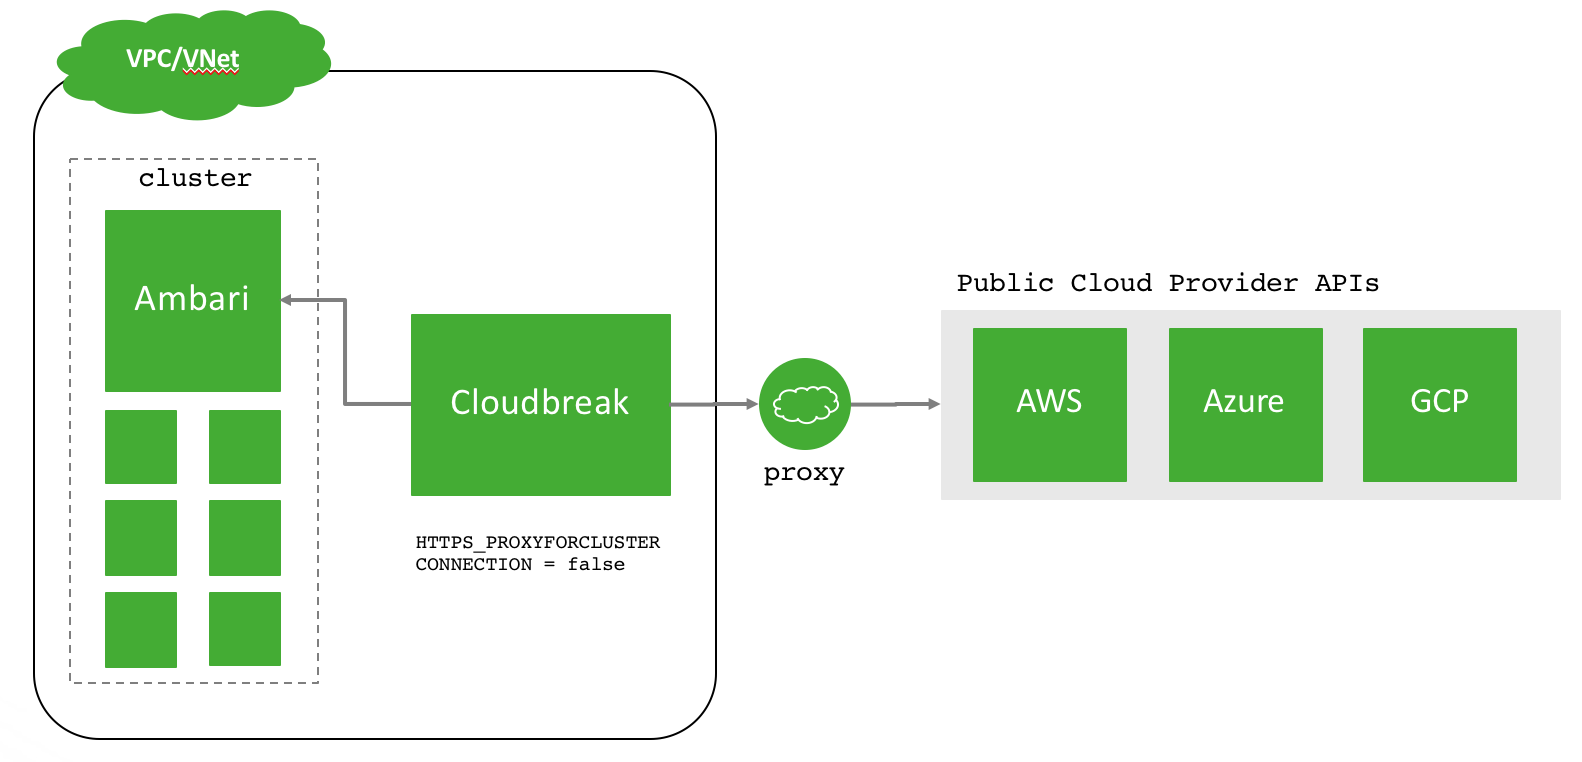 VPC/VNet
cluster
Ambari
Cloudbreak
HTTPS_PROXYFORCLUSTER
CONNECTION = false
proxy
Public Cloud Provider APIs
AWS
Azure
GCP